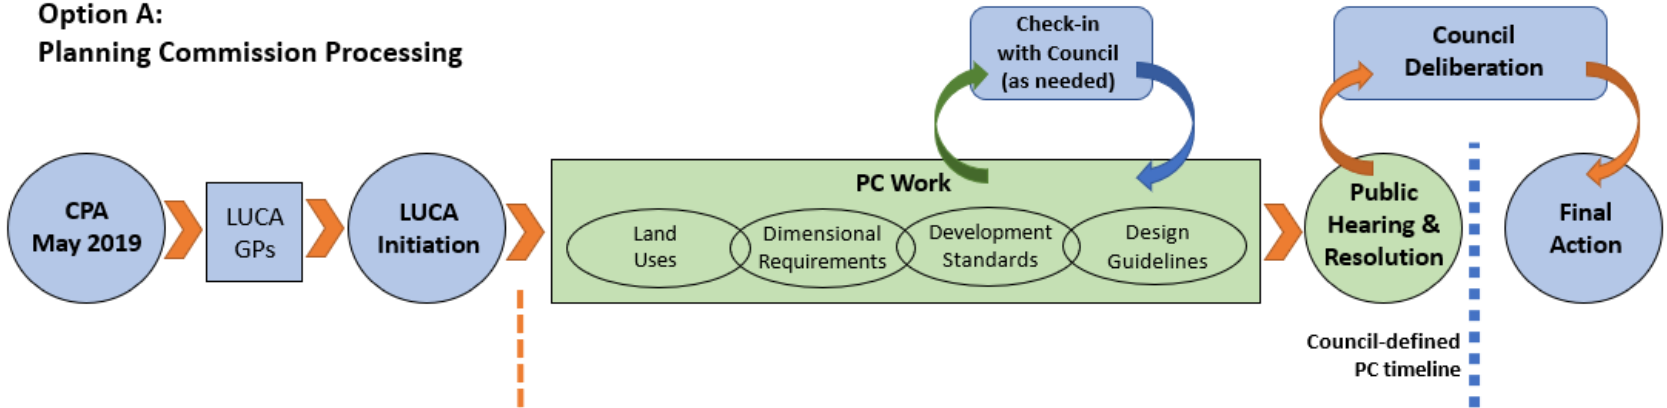 Option A:
Planning Commission Processing
Check-in
with Council
(as needed)
Council
Deliberation
CPA
May 2019
LUCA
GPs
LUCA
Initiation
PC Work
Land
Uses
Dimensional
Requirements
Development
Standards
Design
Guidelines
Public
Hearing &
Resolution
Final
Action
Council-defined
PC timeline